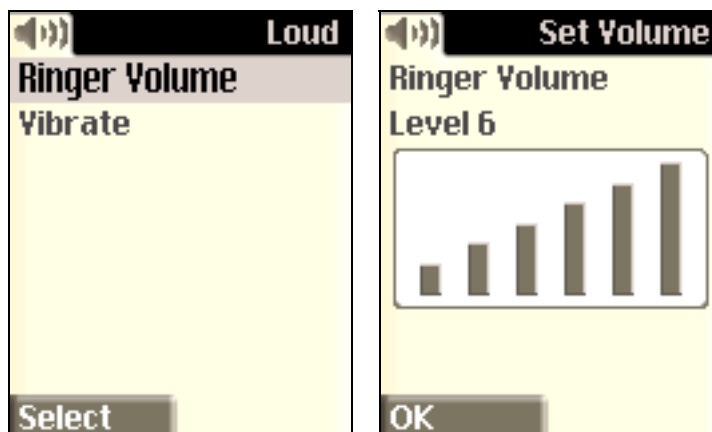 Loud
Ringer Volume
Vibrate
Select
Set Volume
Ringer Volume
Level 6
OK